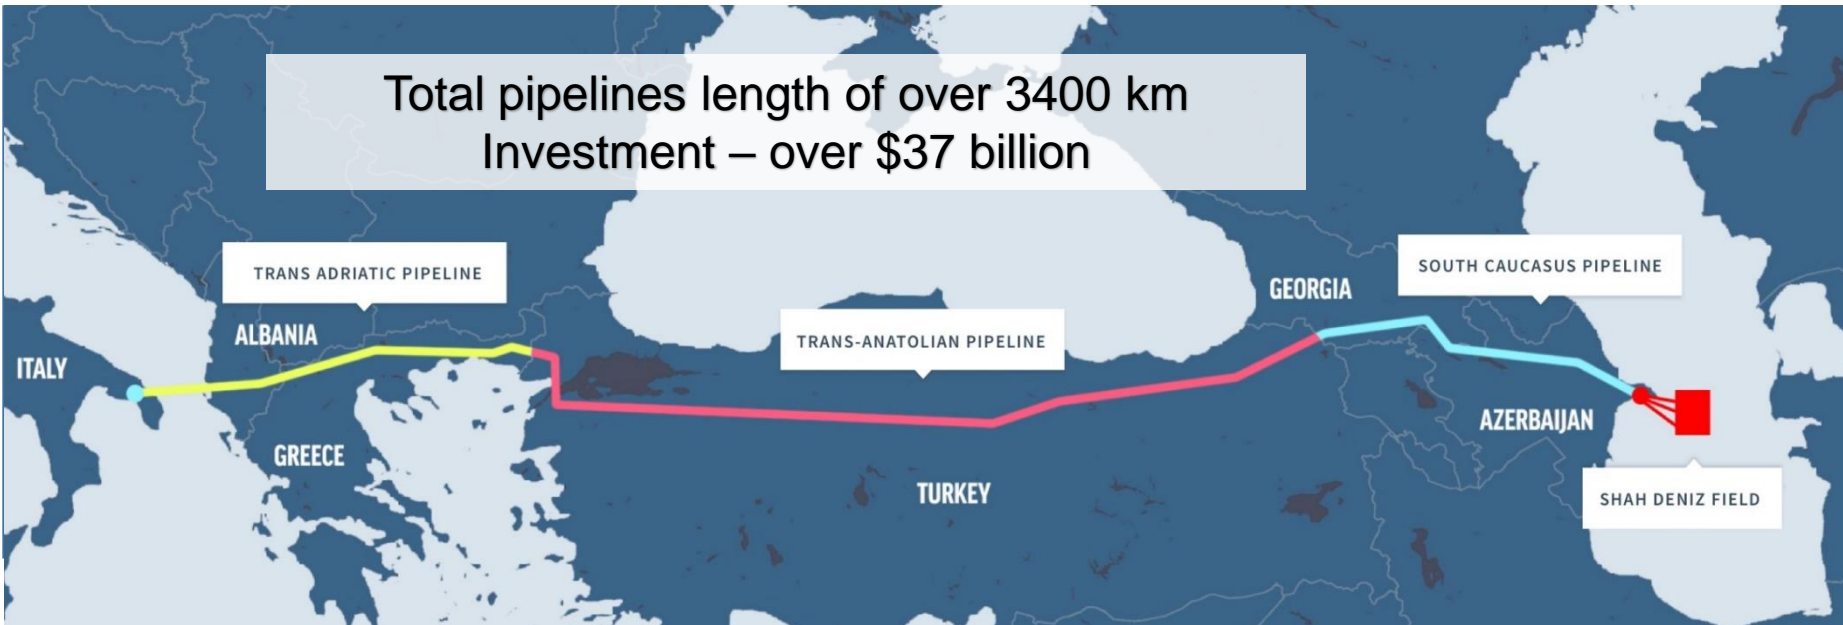 Total pipelines length of over 3400 km
Investment – over $37 billion
TRANS ADRIATIC PIPELINE
SOUTH CAUCASUS PIPELINE
GEORGIA
ALBANIA
TRANS-ANATOLIAN PIPELINE
ITALY
AZERBAIJAN
GREECE
TURKEY
SHAH DENIZ FIELD